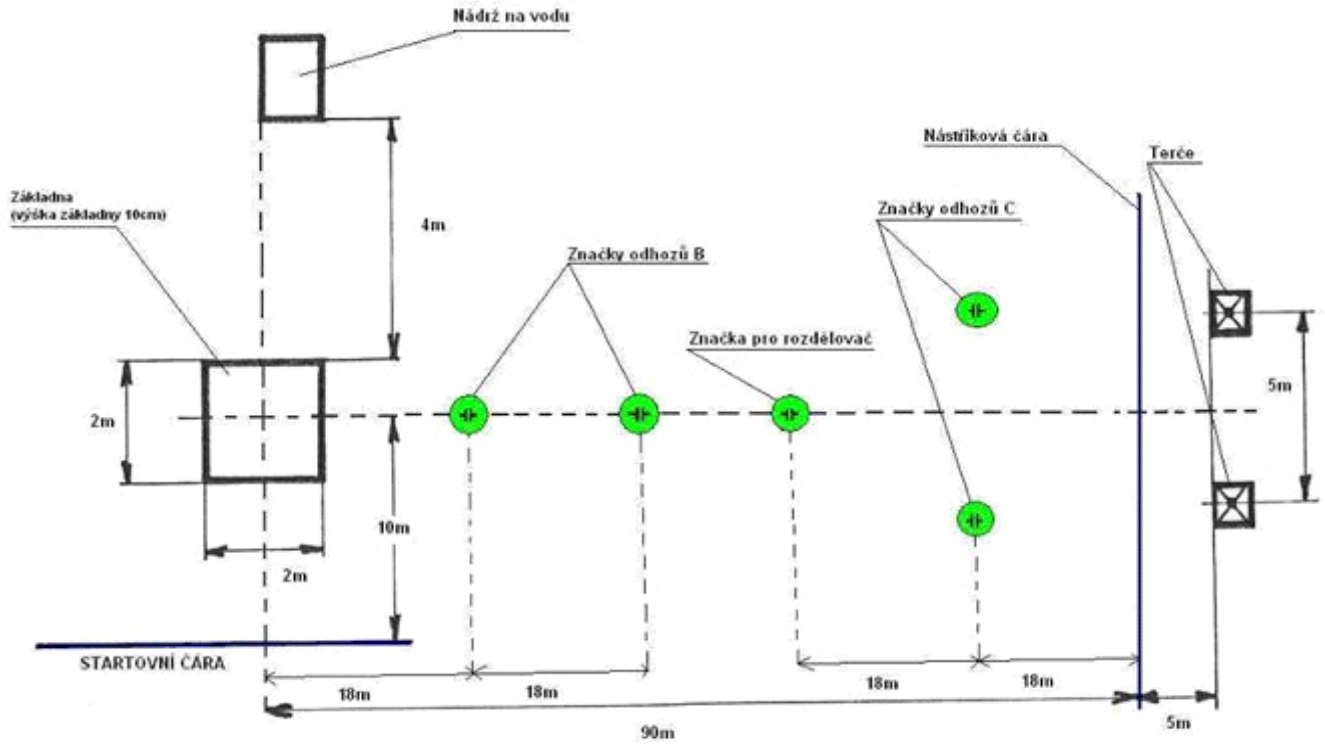 Nádrž na vodu
Nástřiková čára
Terče
Základna
(výška základny 10cm)
Značky odhozů C
4m
Značky odhozů B
Značka pro rozdělovač
5m
2m
10m
2m
STARTOVNÍ ČÁRA
18m
18m
18m
18m
90m
5m